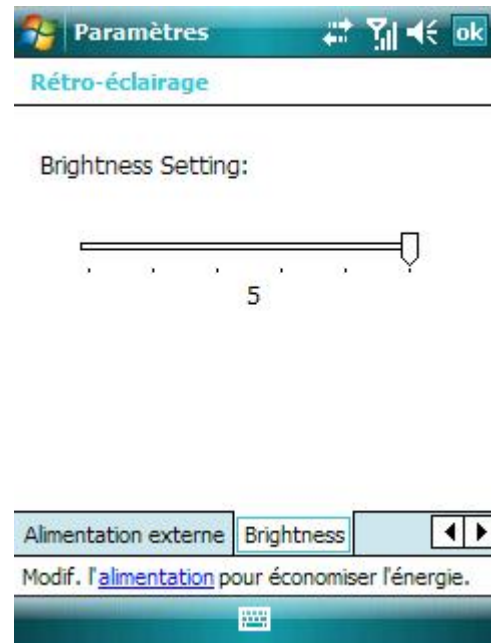 Paramètres ok
Rétro-éclairage
Brightness Setting:
5
Alimentation externe Brightness
Modif. l'alimentation pour économiser l'énergie.